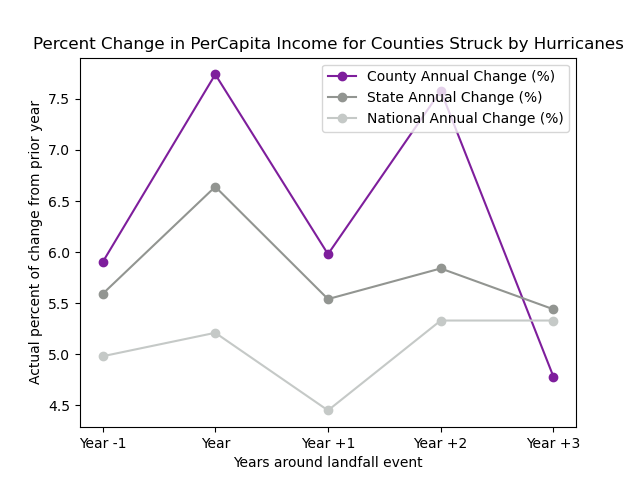 Percent Change in PerCapita Income for Counties Struck by Hurricanes
County Annual Change (%)
State Annual Change (%)
National Annual Change (%)
Actual percent of change from prior year
7.5
7.0
6.5
6.0
5.5
5.0
4.5
Year -1 Year Year +1 Year +2 Year +3
Years around landfall event